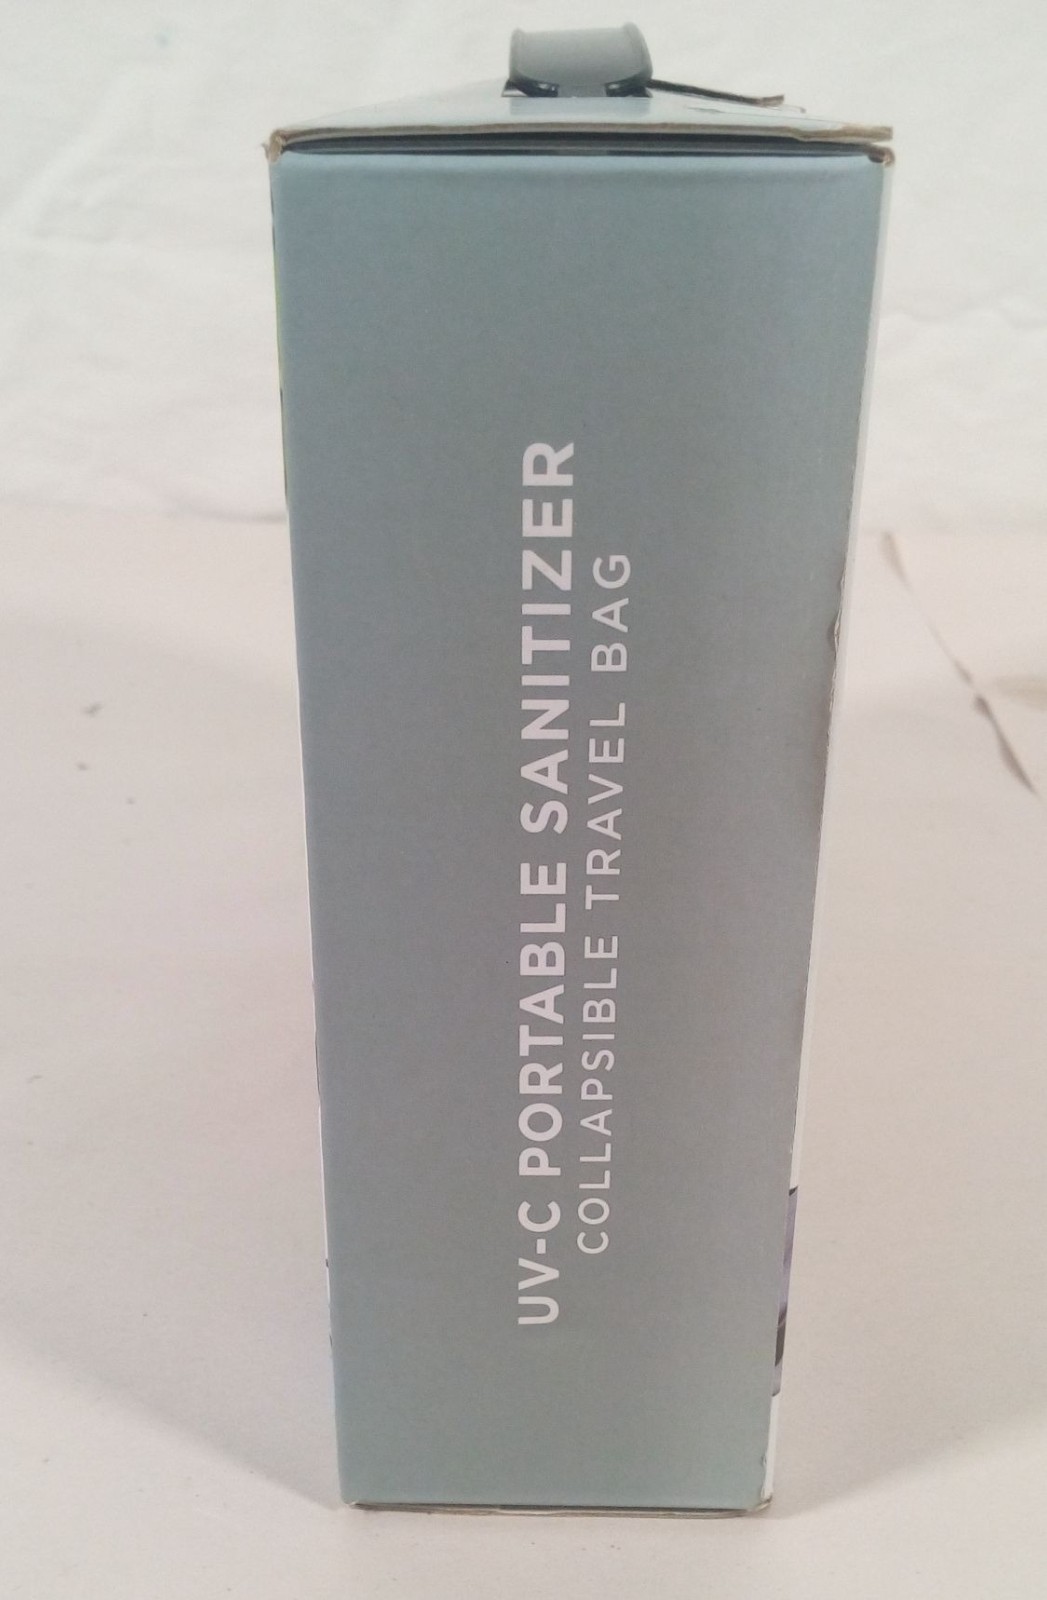 UV-C PORTABLE SANITIZER
COLLAPSIBLE TRAVEL BAG